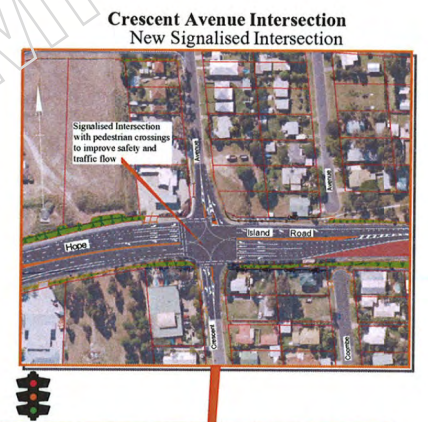 Crescent Avenue Intersection
New Signalised Intersection
Signalised Intersection
with pedestrian crossings
to improve safety and
traffic flow
Avenue
Avenue
Hope
Island Road
Crescent
Coombe